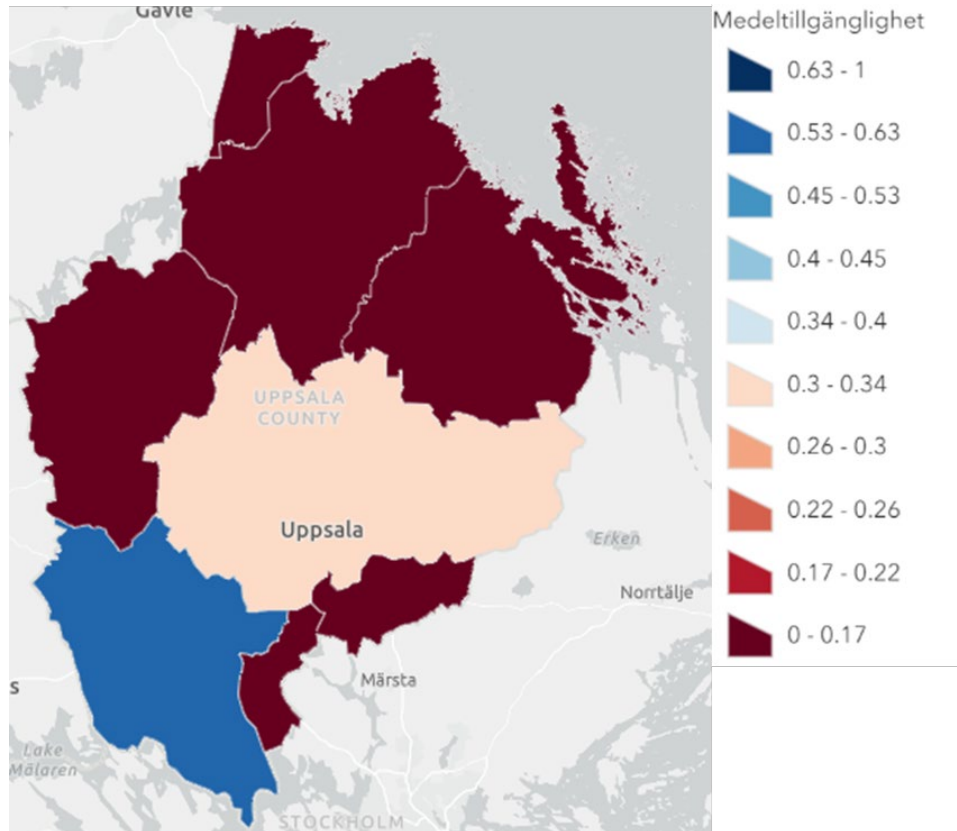 Gävle
UPPSALA
COUNTY
Uppsala
Erken
Norrtälje
Märsta
s
Lake
Mälaren
STOCKHOLM
Medeltillgänglighet
0.63 - 1
0.53 - 0.63
0.45 - 0.53
0.4 - 0.45
0.34 - 0.4
0.3 - 0.34
0.26 - 0.3
0.22 - 0.26
0.17 - 0.22
0 - 0.17